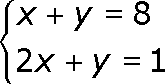 x + y = 8
2x + y = 1